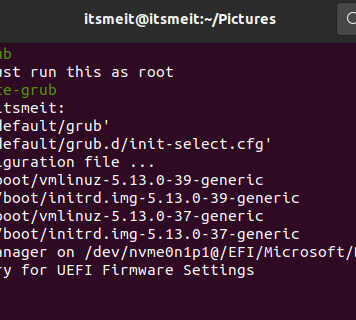 itsmeit@itsmeit:~/Pictures
ub
ust run this as root
te-grub
itsmeit:
default/grub'
default/grub.d/init-select.cfg'
iguration file ...
boot/vmlinuz-5.13.0-39-generic
/boot/initrd.img-5.13.0-39-generic
boot/vmlinuz-5.13.0-37-generic
/boot/initrd.img-5.13.0-37-generic
anager on /dev/nvme0n1p1@/EFI/Microsoft/
ry for UEFI Firmware Settings